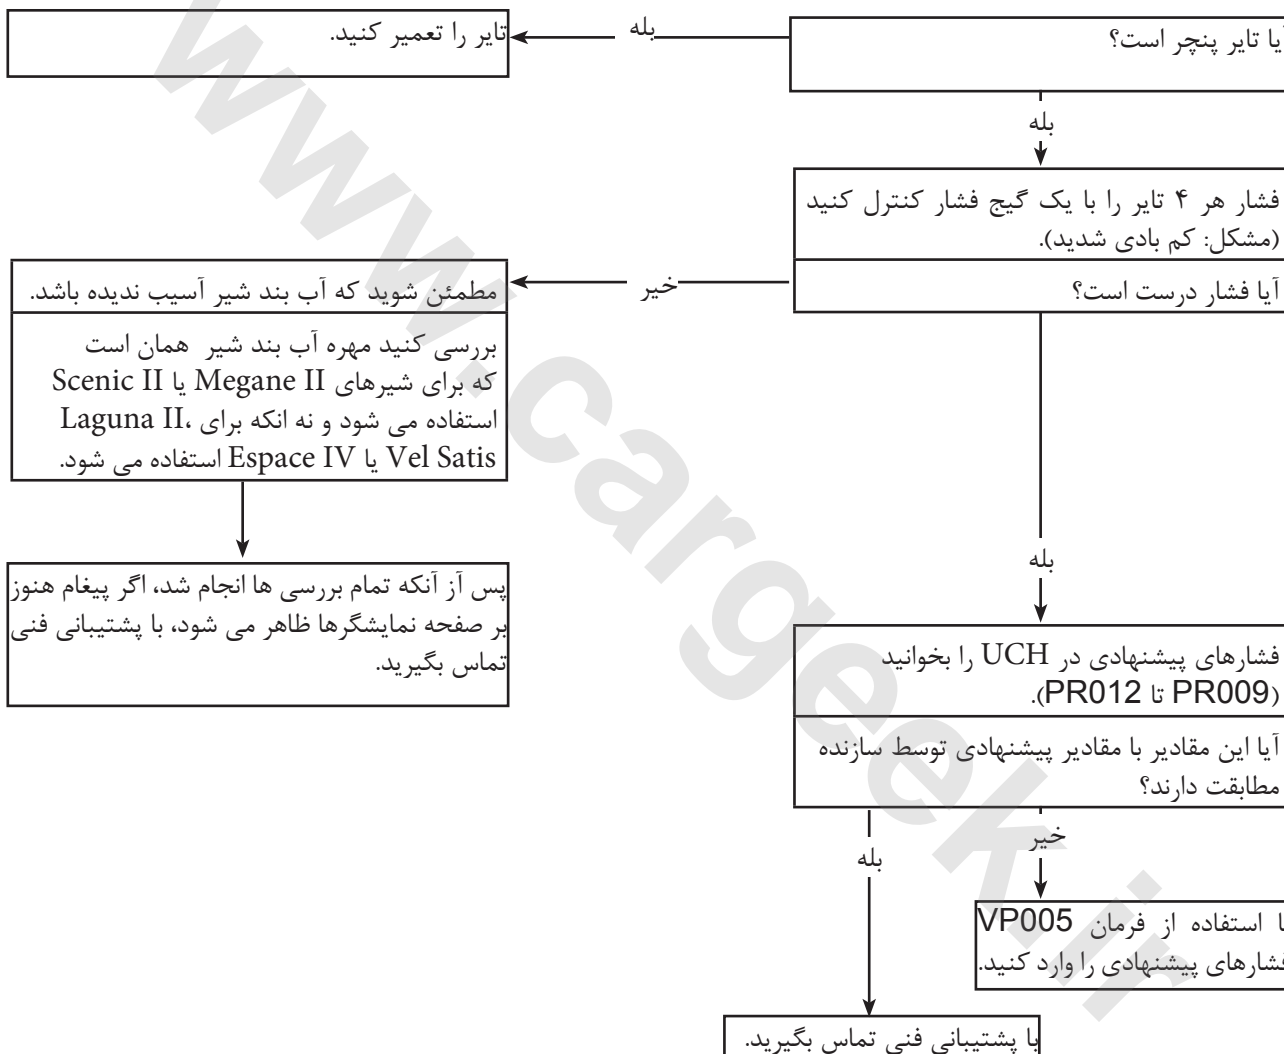 آیا تایر پنچر است؟
بله
تایر را تعمیر کنید.
بله
فشار هر ۴ تایر را با یک گیج فشار کنترل کنید
(مشکل: کم بادی شدید).
آیا فشار درست است؟
خیر
مطمئن شوید که آب بند شیر آسیب ندیده باشد.
بررسی کنید مهره آب بند شیر همان است
که برای شیرهای Megane II یا Scenic II
استفاده می شود و نه انکه برای Laguna II،
Vel Satis یا Espace IV استفاده می شود.
پس آز آنکه تمام بررسی ها انجام شد، اگر پیغام هنوز
بر صفحه نمایشگرها ظاهر می شود، با پشتیبانی فنی
تماس بگیرید.
بله
فشارهای پیشنهادی در UCH را بخوانید
(PR009 تا PR012).
آیا این مقادیر با مقادیر پیشنهادی توسط سازنده
مطابقت دارند؟
خیر
بله
با استفاده از فرمان VP005
فشارهای پیشنهادی را وارد کنید.
با پشتیبانی فنی تماس بگیرید.
www.cargeek.ir